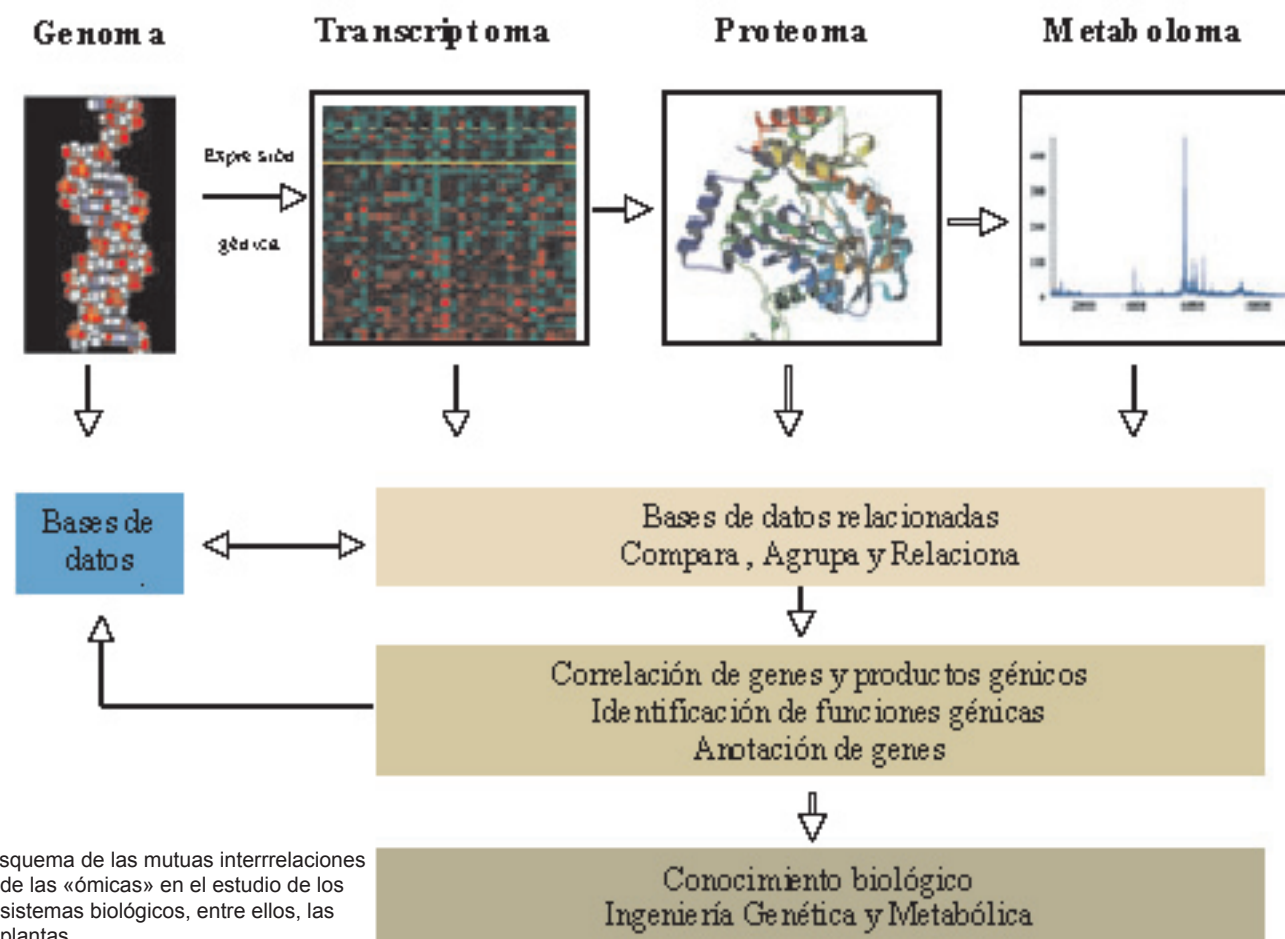 Genoma
Transcriptoma
Proteoma
Metaboloma
Expresión
génica
Bases de
datos
Bases de datos relacionadas
Compara, Agrupa y Relaciona
Correlación de genes y productos génicos
Identificación de funciones génicas
Anotación de genes
squema de las mutuas interrrelaciones
de las «ómicas» en el estudio de los
sistemas biológicos, entre ellos, las
plantas
Conocimiento biológico
Ingeniería Genética y Metabólica